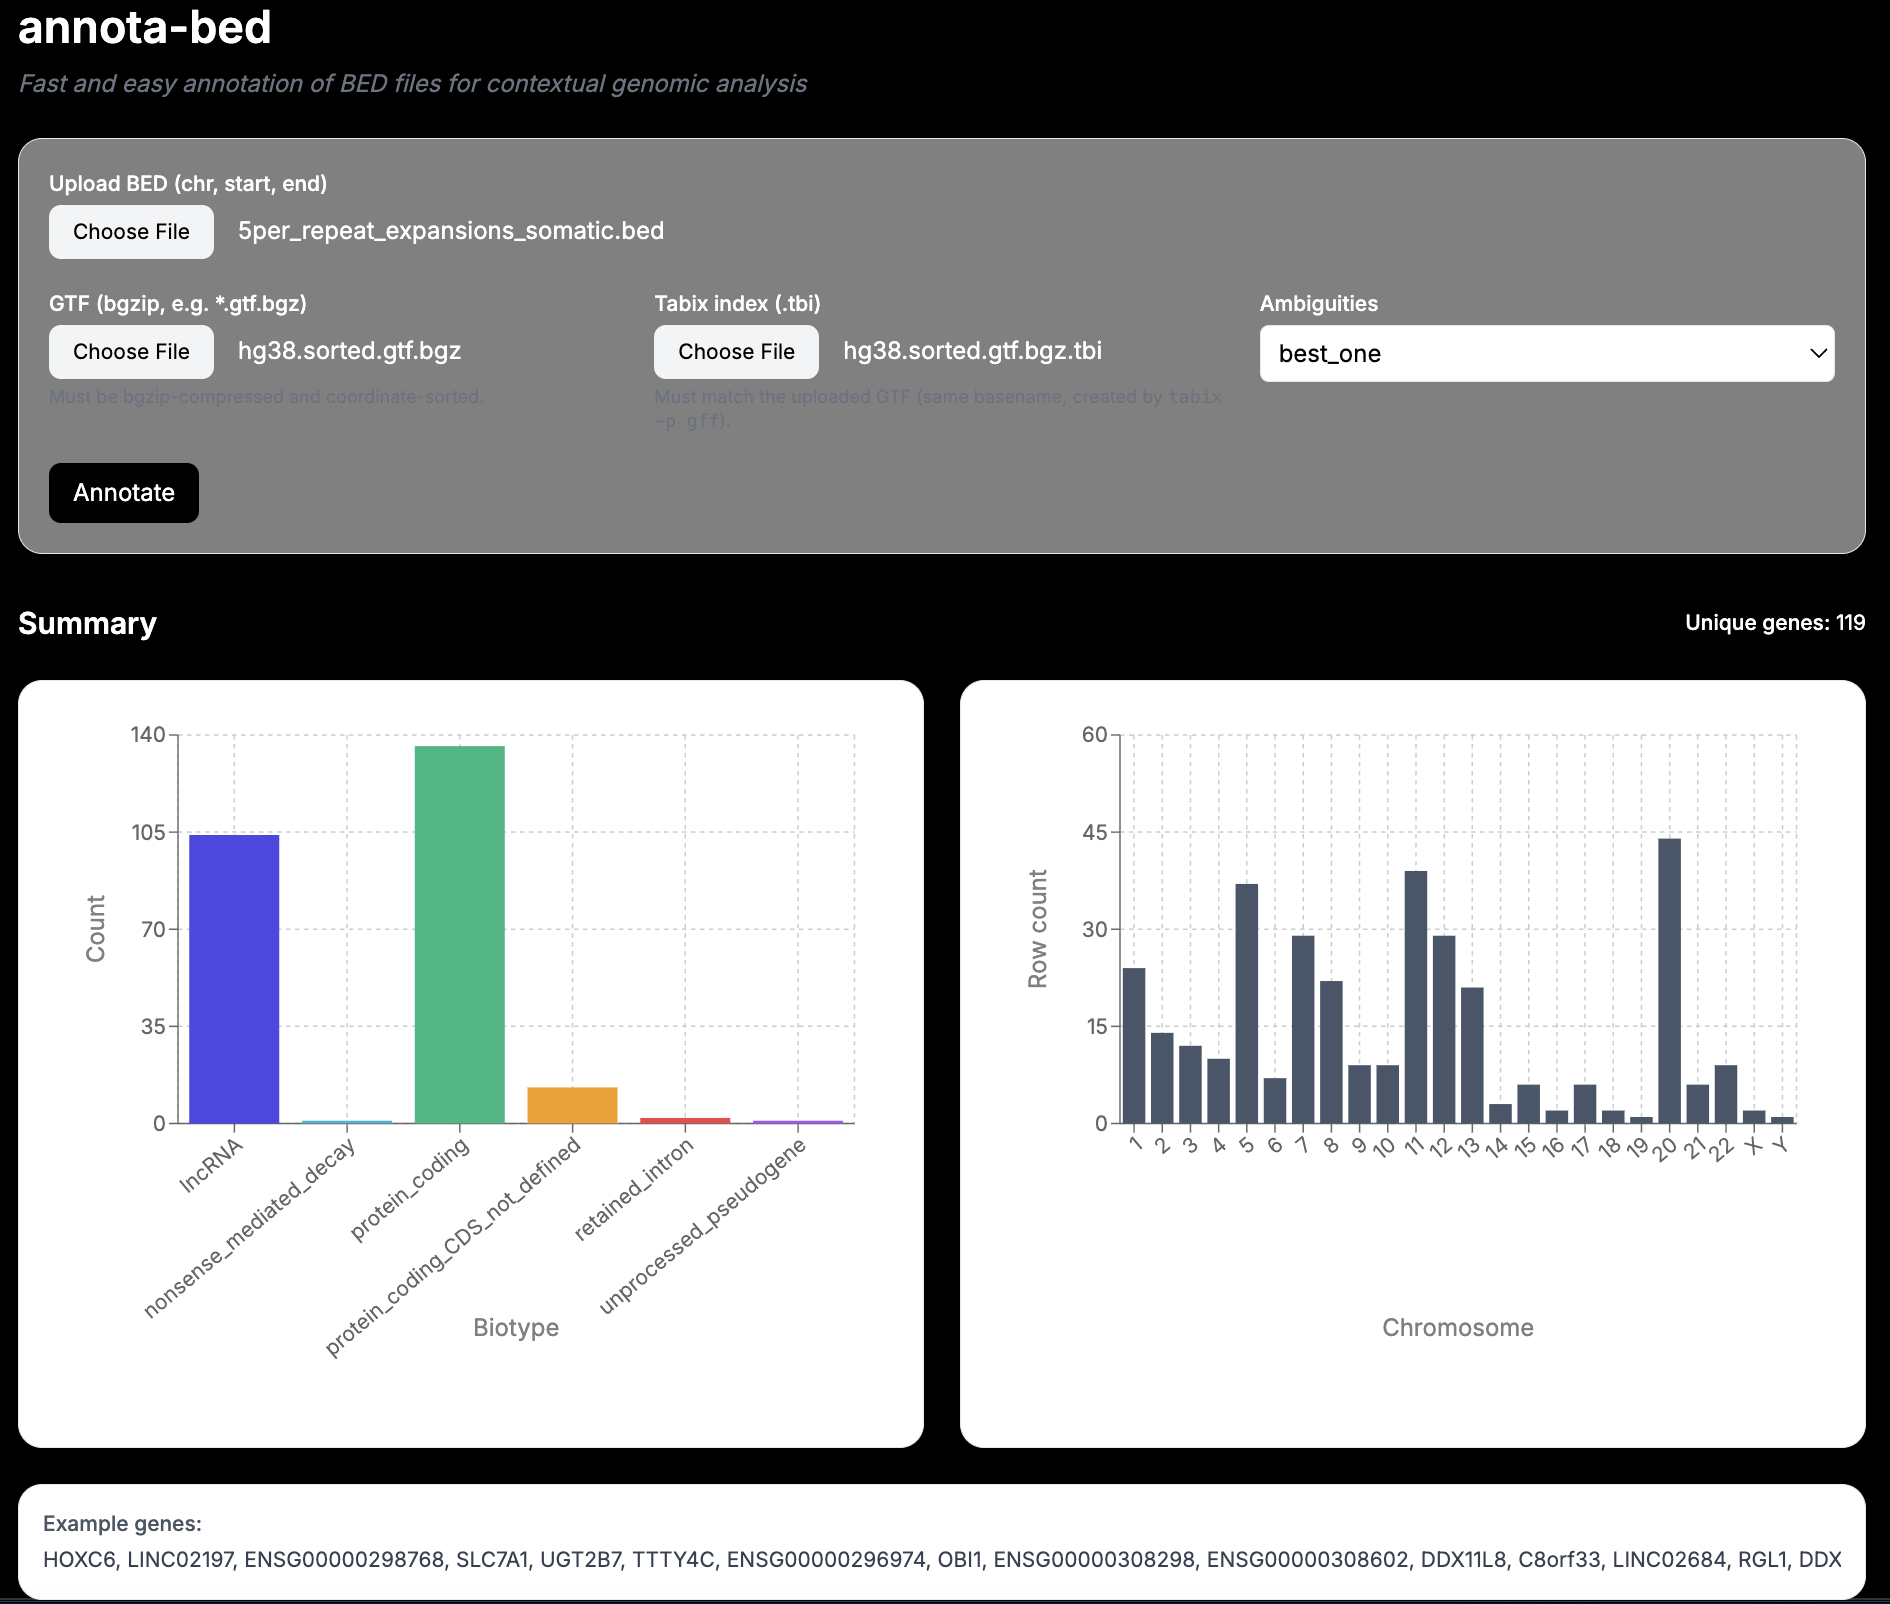 annota-bed
Fast and easy annotation of BED files for contextual genomic analysis
Upload BED (chr, start, end)
Choose File 5per_repeat_expansions_somatic.bed
GTF (bgzip, e.g. *.gtf.bgz)
Choose File hg38.sorted.gtf.bgz
Must be bgzip-compressed and coordinate-sorted.
Tabix index (.tbi)
Choose File hg38.sorted.gtf.bgz.tbi
Must match the uploaded GTF (same basename, created by tabix
-p gff).
Ambiguities
best_one
Annotate
Summary
Unique genes: 119
140
105
70
35
0
Count
lncRNA
nonsense_mediated_decay
protein_coding
protein_coding_CDS_not_defined
retained_intron
unprocessed_pseudogene
Biotype
60
45
30
15
0
Row count
1 2 3 4 5 6 7 8 9 10 11 12 13 14 15 16 17 18 19 20 21 22 X Y
Chromosome
Example genes:
HOXC6, LINC02197, ENSG00000298768, SLC7A1, UGT2B7, TTTY4C, ENSG00000296974, OBI1, ENSG00000308298, ENSG00000308602, DDX11L8, C8orf33, LINC02684, RGL1, DDX